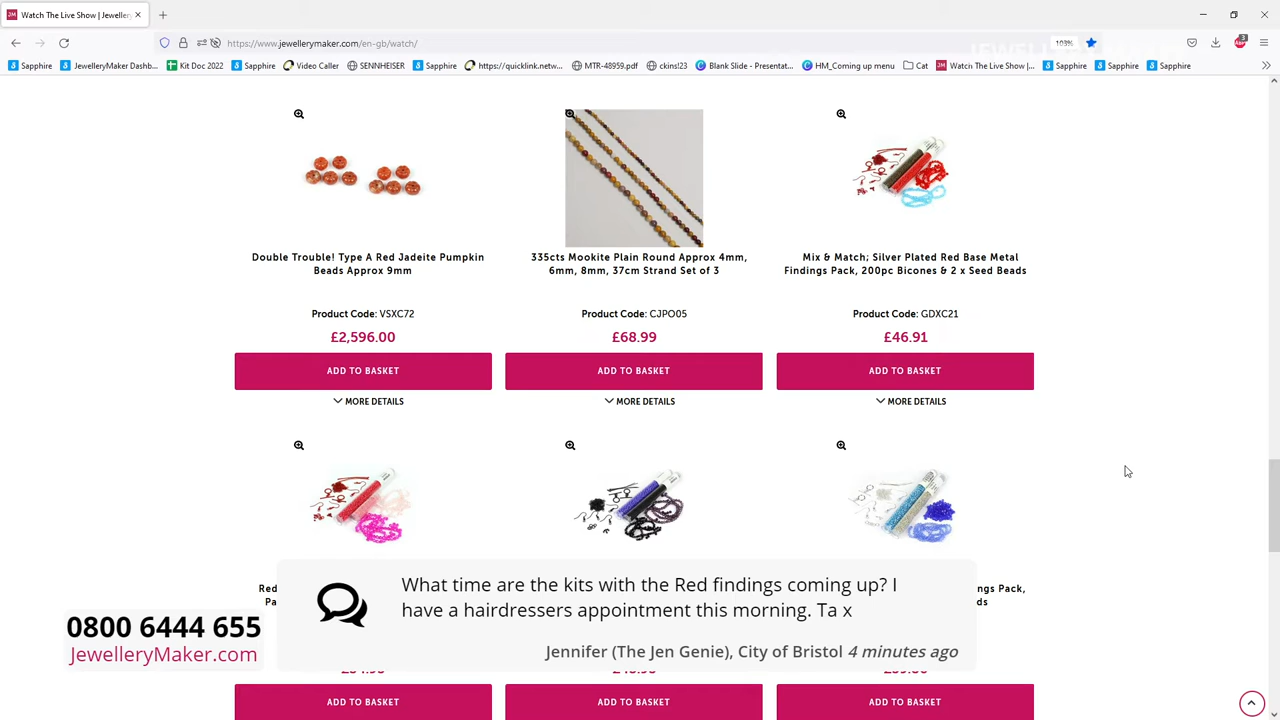 Watch The Live Show | Jeweller
https://www.jewellerymaker.com/en-gb/watch/
103%
3
Sapphire
JewelleryMaker Dashb...
Kit Doc 2022
Sapphire
Video Caller
SENNHEISER
Sapphire
https://quicklink.netw...
MTR-48959.pdf
ckins!23
Blank Slide - Presentat...
HM_Coming up menu
Cat
Watch The Live Show |...
Sapphire
Sapphire
Sapphire
Double Trouble! Type A Red Jadeite Pumpkin
Beads Approx 9mm
Product Code: VSXC72
£2,596.00
ADD TO BASKET
MORE DETAILS
335cts Mookite Plain Round Approx 4mm,
6mm, 8mm, 37cm Strand Set of 3
Product Code: CJPO05
£68.99
ADD TO BASKET
MORE DETAILS
Mix & Match; Silver Plated Red Base Metal
Findings Pack, 200pc Bicones & 2 x Seed Beads
Product Code: GDXC21
£46.91
ADD TO BASKET
MORE DETAILS
Red
Pa
ngs Pack,
ds
What time are the kits with the Red findings coming up? I
have a hairdressers appointment this morning. Ta x
Jennifer (The Jen Genie), City of Bristol 4 minutes ago
0800 6444 655
JewelleryMaker.com
ADD TO BASKET
ADD TO BASKET
ADD TO BASKET